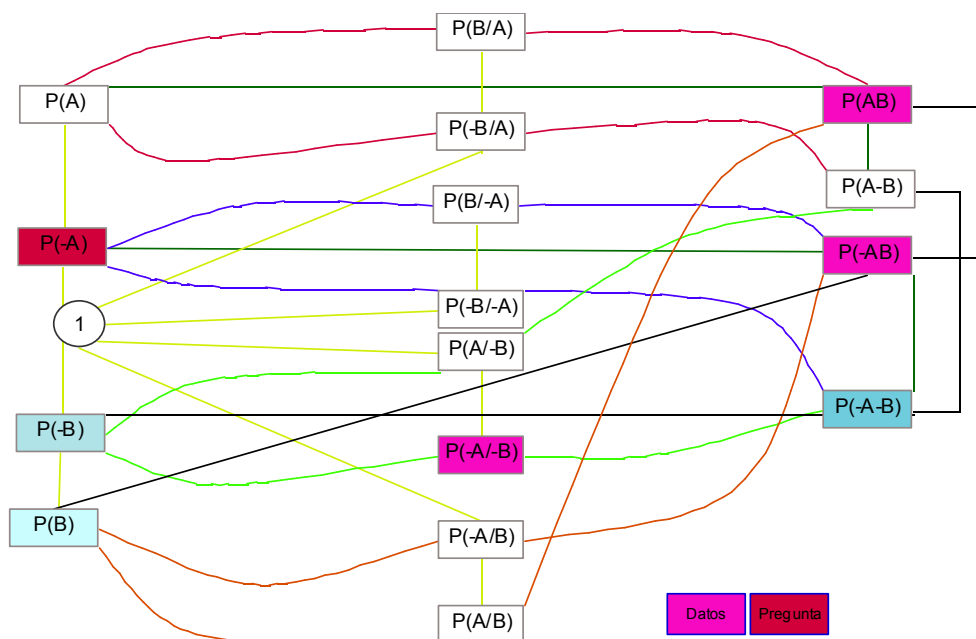 P(B/A)
P(A)
P(AB)
P(-B/A)
P(A-B)
P(B/-A)
P(-A)
P(-AB)
P(-B/-A)
1
P(A/-B)
P(-A-B)
P(-B)
P(-A/-B)
P(B)
P(-A/B)
P(A/B)
Datos
Pregunta